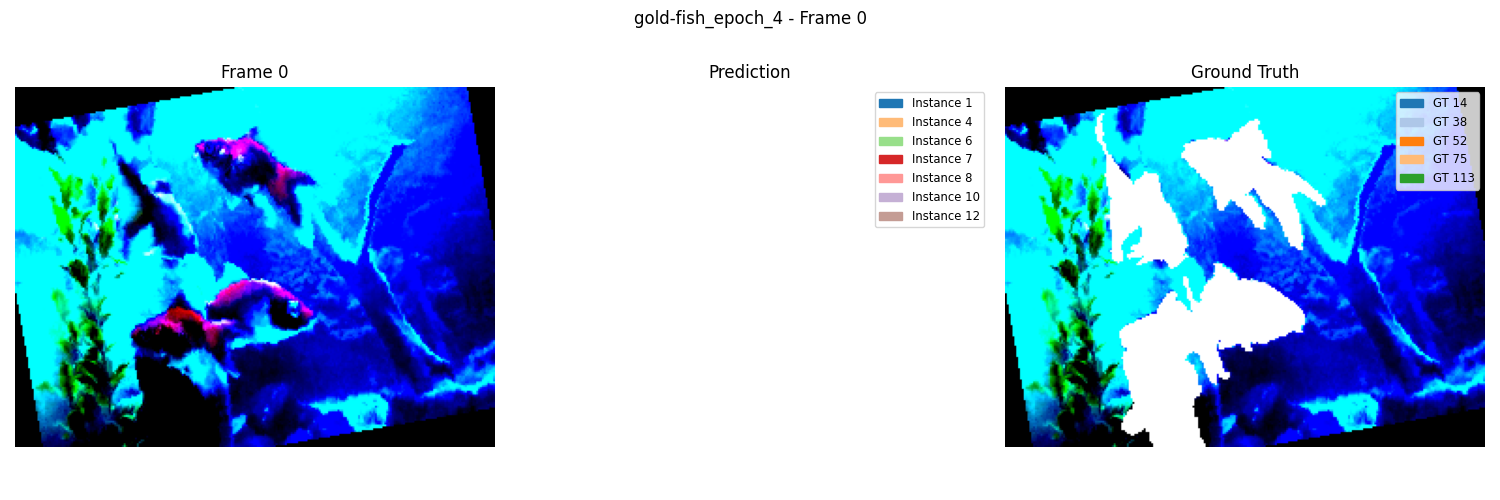 gold-fish_epoch_4 - Frame 0
Frame 0
Prediction
Ground Truth
Instance 1
Instance 4
Instance 6
Instance 7
Instance 8
Instance 10
Instance 12
GT 14
GT 38
GT 52
GT 75
GT 113